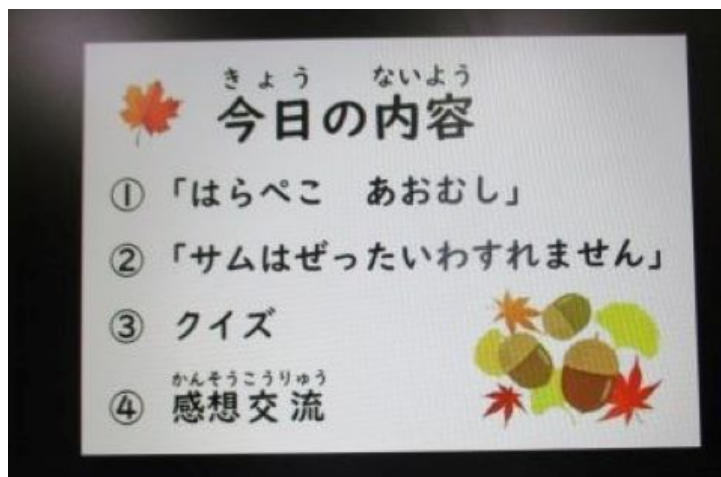 きょう ないよう
今日の内容
① 「はらぺこ　あおむし」
② 「サムはぜったいわすれません」
③ クイズ
かんそうこうりゅう
④ 感想交流